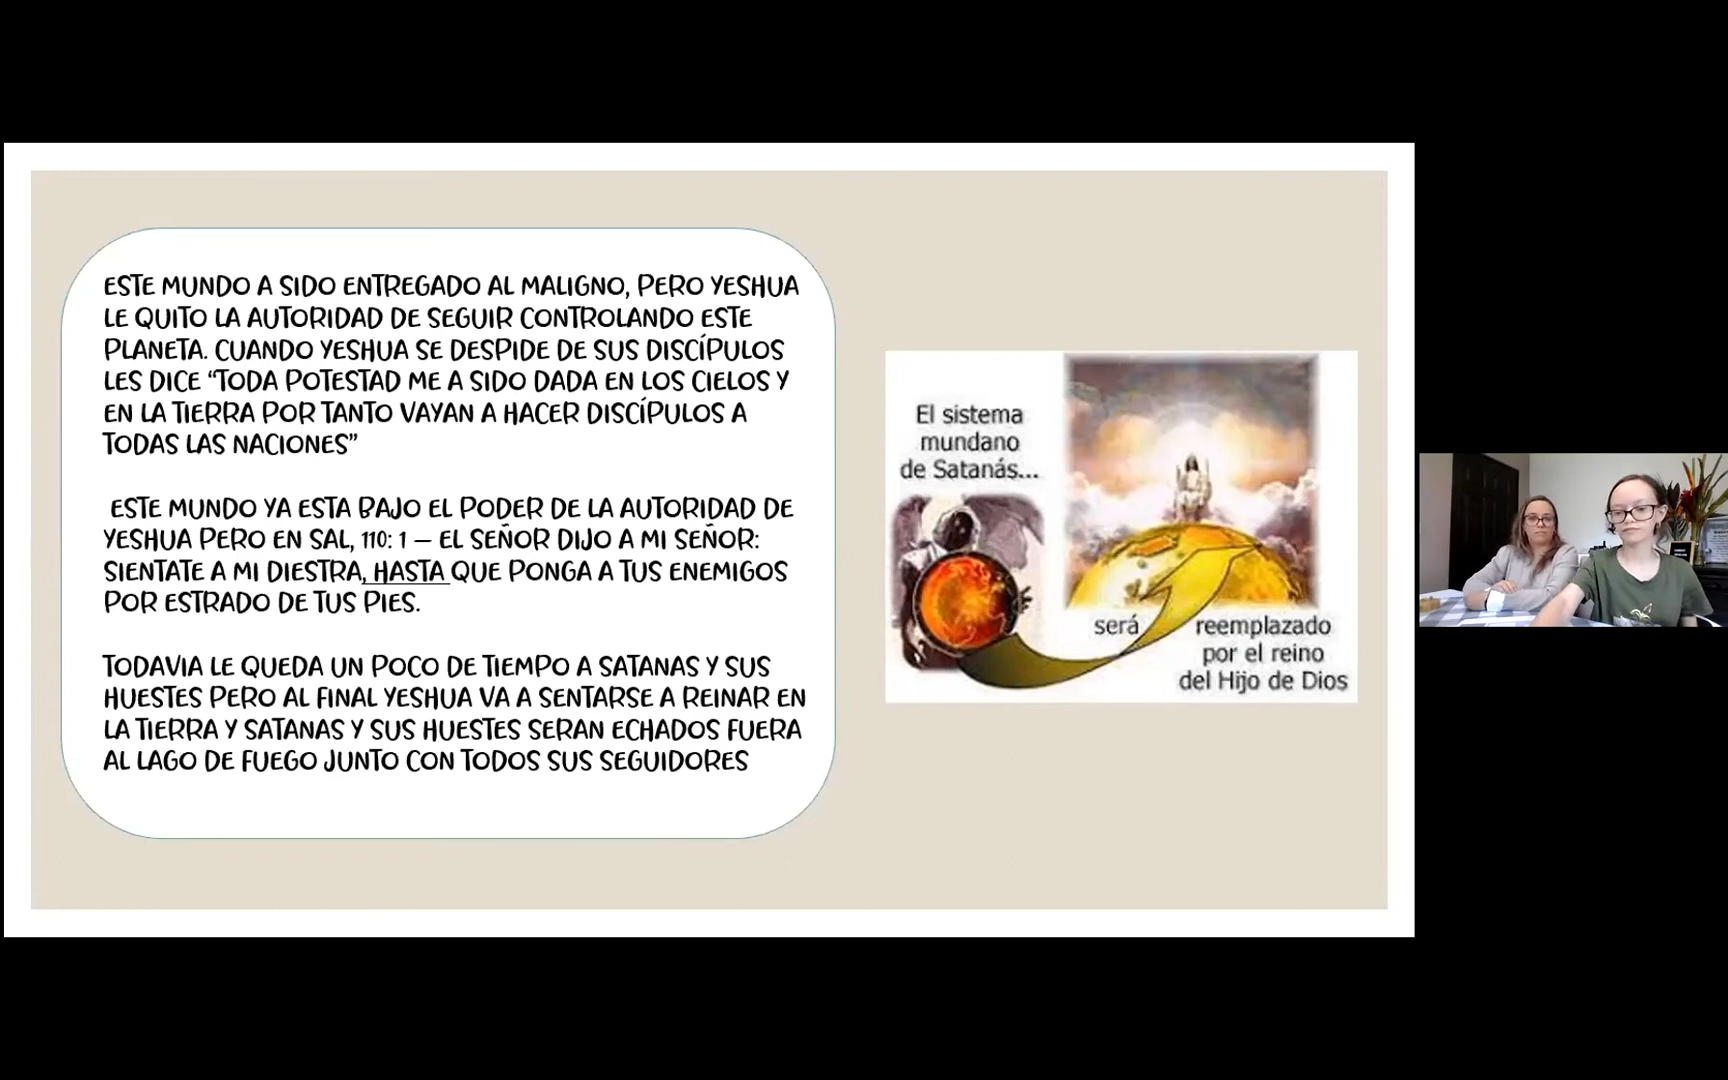 ESTE MUNDO A SIDO ENTREGADO AL MALIGNO, PERO YESHUA
LE QUITO LA AUTORIDAD DE SEGUIR CONTROLANDO ESTE
PLANETA. CUANDO YESHUA SE DESPIDE DE SUS DISCÍPULOS
LES DICE “TODA POTESTAD ME A SIDO DADA EN LOS CIELOS Y
EN LA TIERRA POR TANTO VAYAN A HACER DISCÍPULOS A
TODAS LAS NACIONES”
ESTE MUNDO YA ESTA BAJO EL PODER DE LA AUTORIDAD DE
YESHUA PERO EN SAL, 110: 1 – EL SEÑOR DIJO A MI SEÑOR:
SIENTATE A MI DIESTRA, HASTA QUE PONGA A TUS ENEMIGOS
POR ESTRADO DE TUS PIES.
TODAVIA LE QUEDA UN POCO DE TIEMPO A SATANAS Y SUS
HUESTES PERO AL FINAL YESHUA VA A SENTARSE A REINAR EN
LA TIERRA Y SATANAS Y SUS HUESTES SERAN ECHADOS FUERA
AL LAGO DE FUEGO JUNTO CON TODOS SUS SEGUIDORES
El sistema
mundano
de Satanás...
será reemplazado
por el reino
del Hijo de Dios